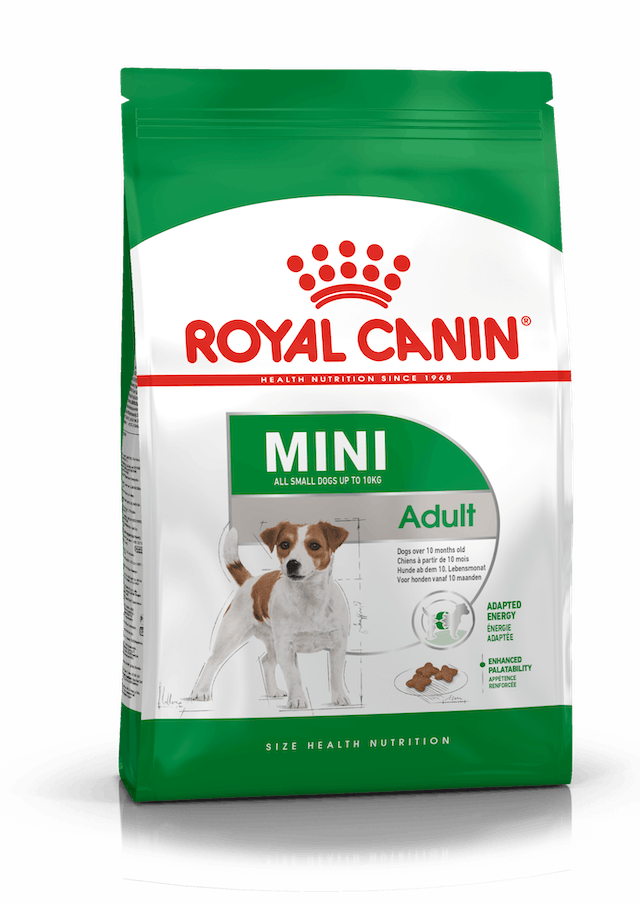 ROYAL CANIN®
HEALTH NUTRITION SINCE 1968
MINI
ALL SMALL DOGS UP TO 10KG
Adult
Dogs over 10 months old
Chiens à partir de 10 mois
Hunde ab dem 10. Lebensmonat
Voor honden vanaf 10 maanden
ADAPTED
ENERGY
ÉNERGIE
ADAPTÉE
ENHANCED
PALATABILITY
APPÉTENCE
RENFORCÉE
SIZE HEALTH NUTRITION